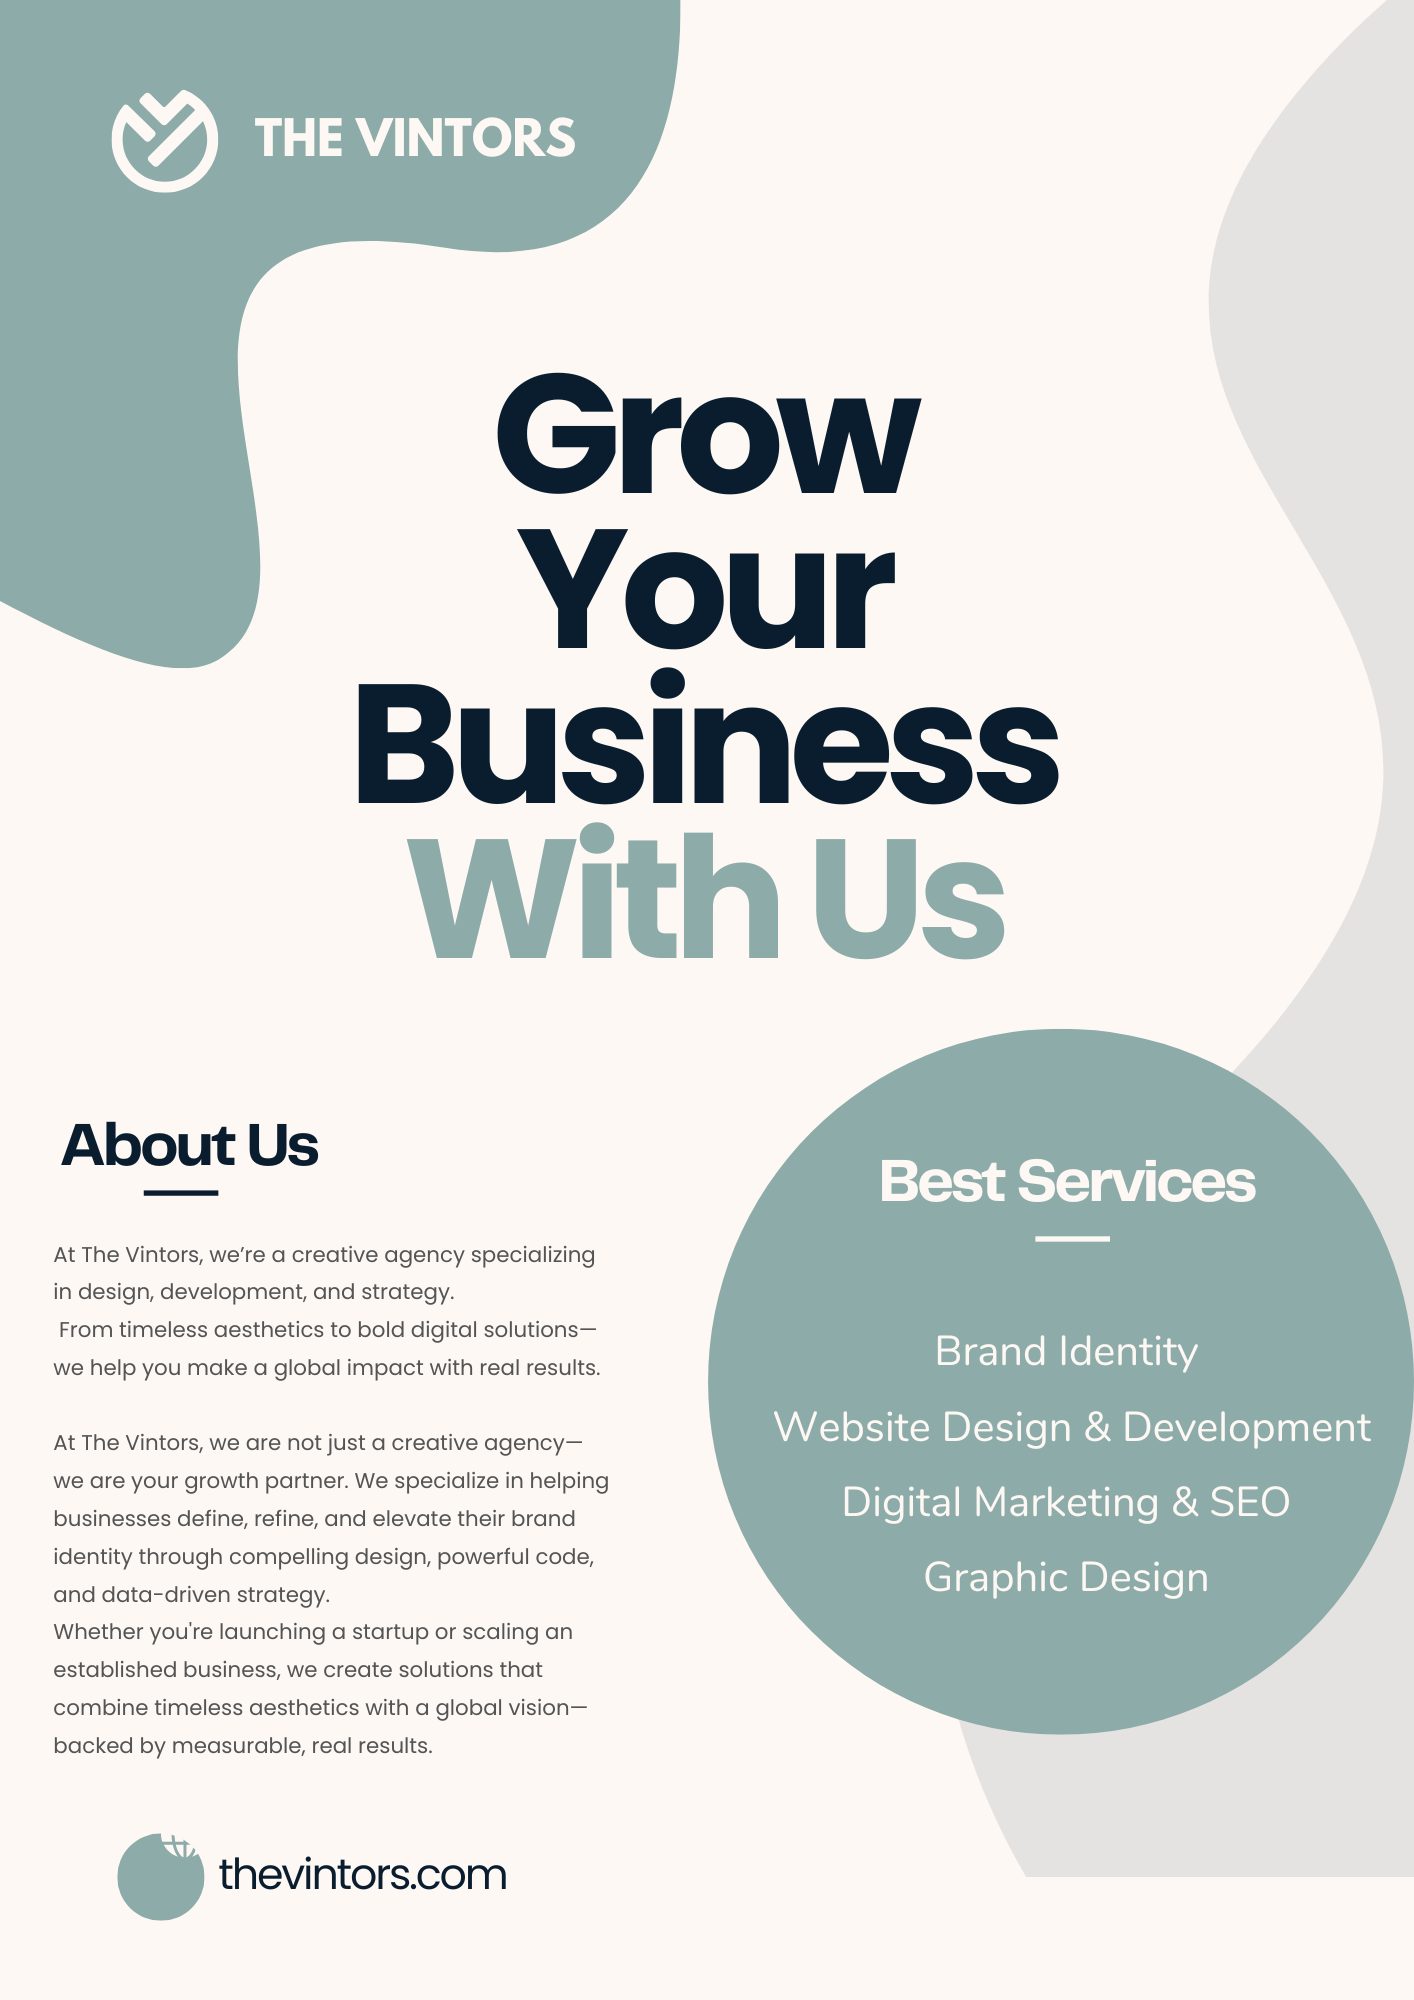 THE VINTORS
Grow
Your
Business
With Us
About Us
At The Vintors, we’re a creative agency specializing
in design, development, and strategy.
From timeless aesthetics to bold digital solutions—
we help you make a global impact with real results.
At The Vintors, we are not just a creative agency—
we are your growth partner. We specialize in helping
businesses define, refine, and elevate their brand
identity through compelling design, powerful code,
and data-driven strategy.
Whether you're launching a startup or scaling an
established business, we create solutions that
combine timeless aesthetics with a global vision—
backed by measurable, real results.
Best Services
Brand Identity
Website Design & Development
Digital Marketing & SEO
Graphic Design
thevintors.com